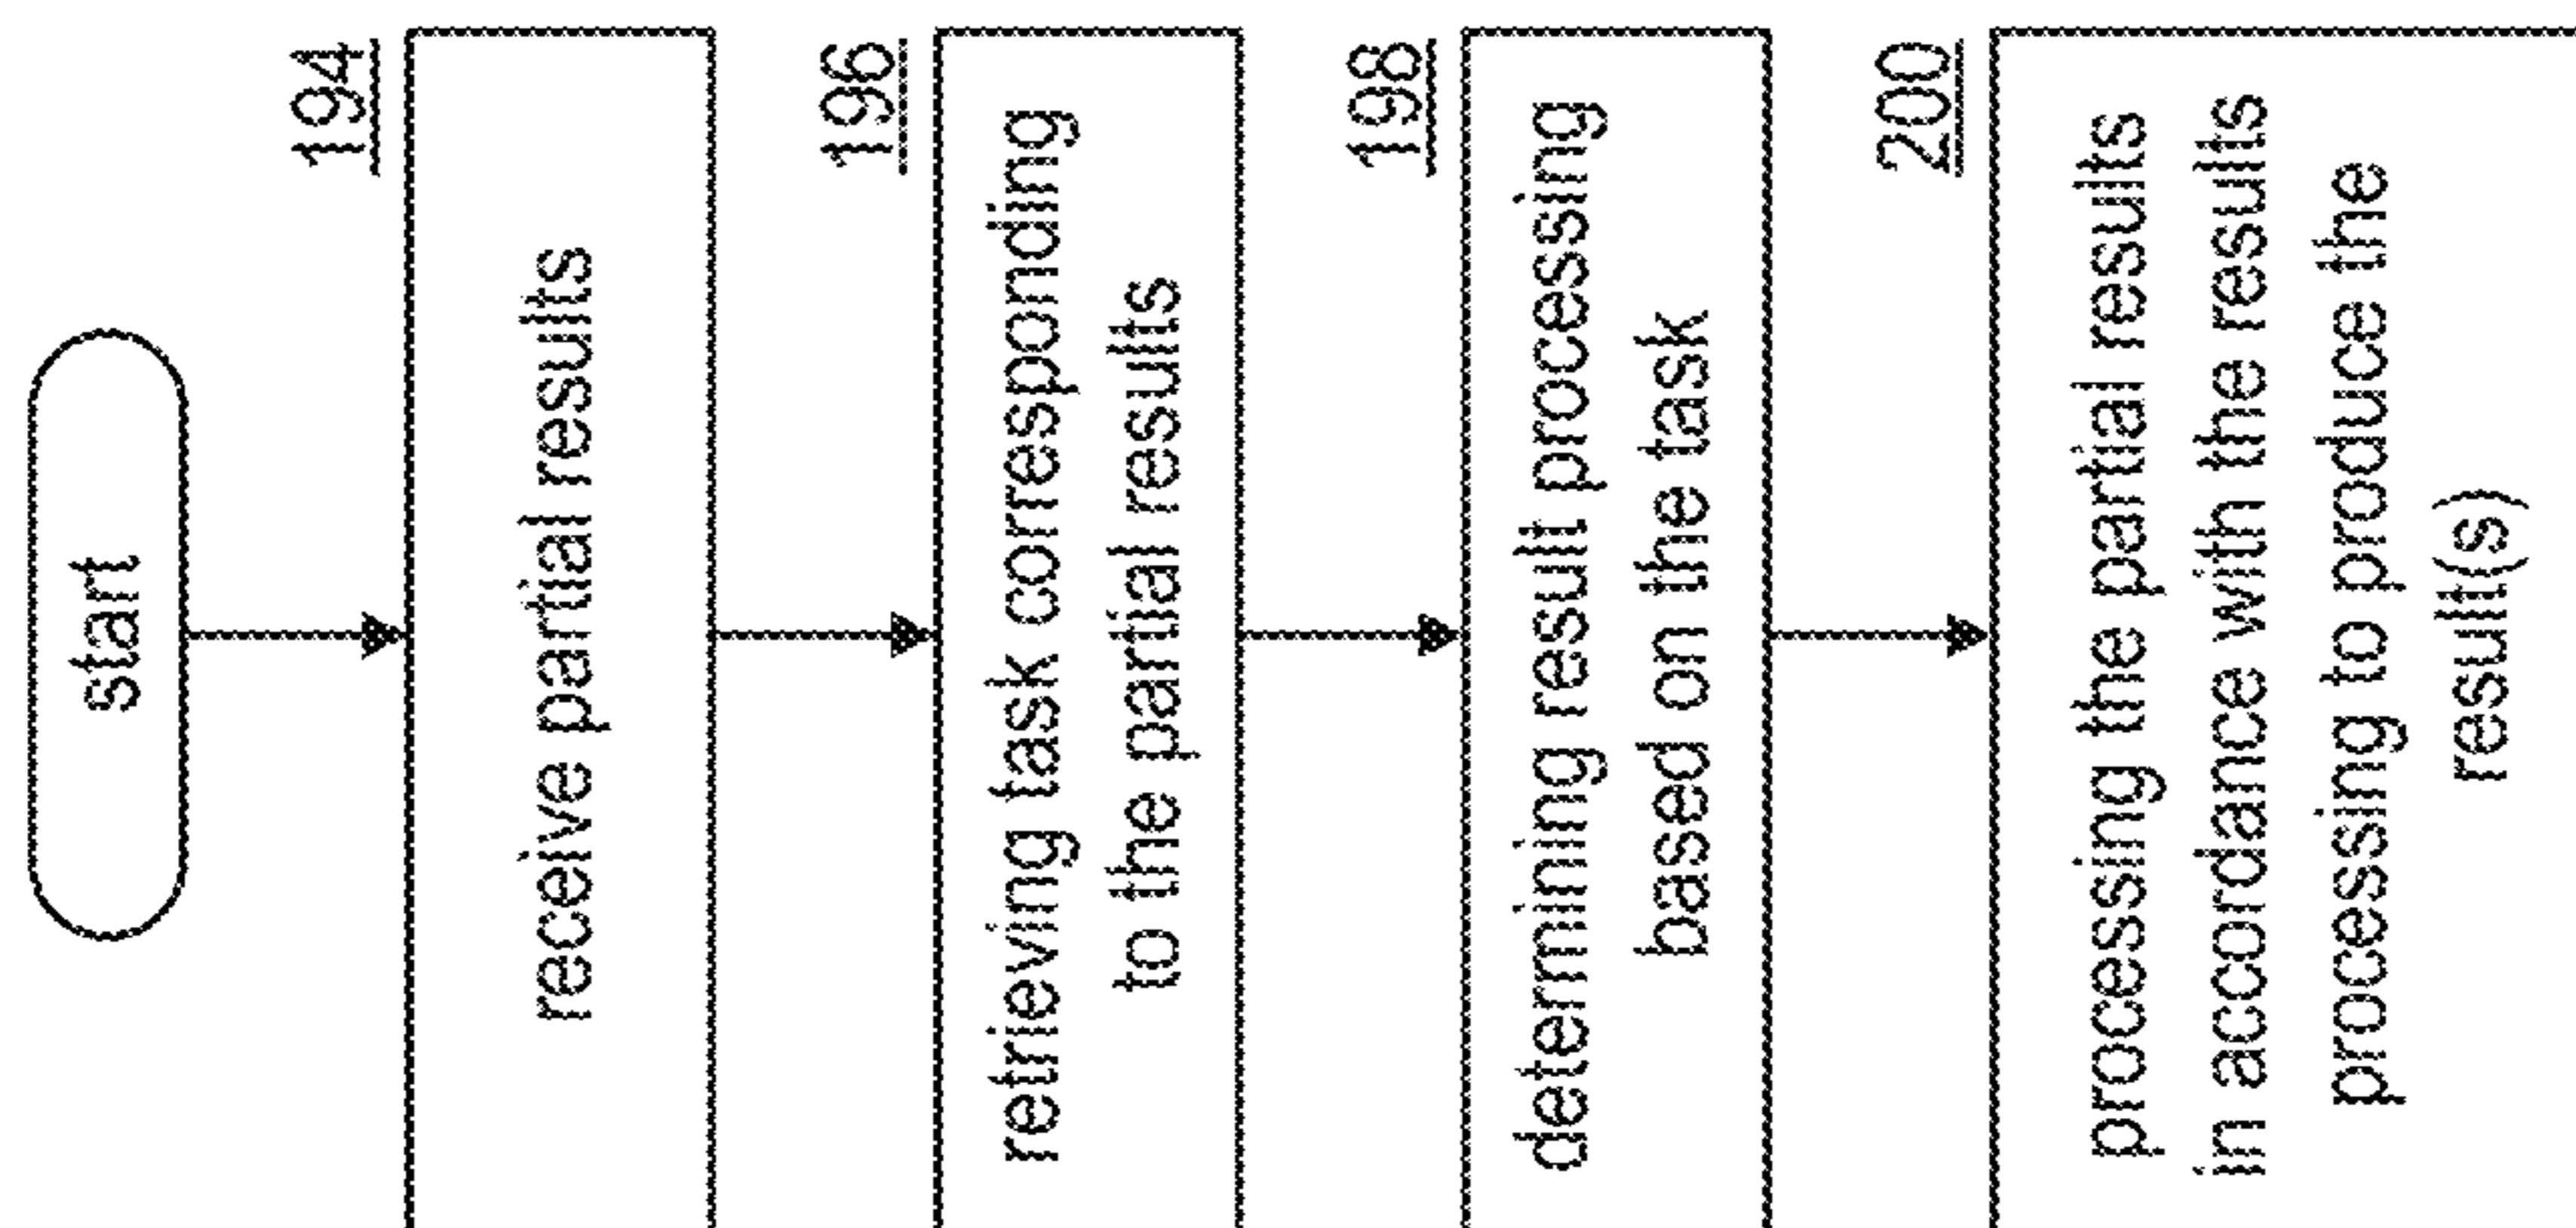 start
194
receive partial results
196
retrieving task corresponding
to the partial results
198
determining result processing
based on the task
200
processing the partial results
in accordance with the results
processing to produce the
result(s)